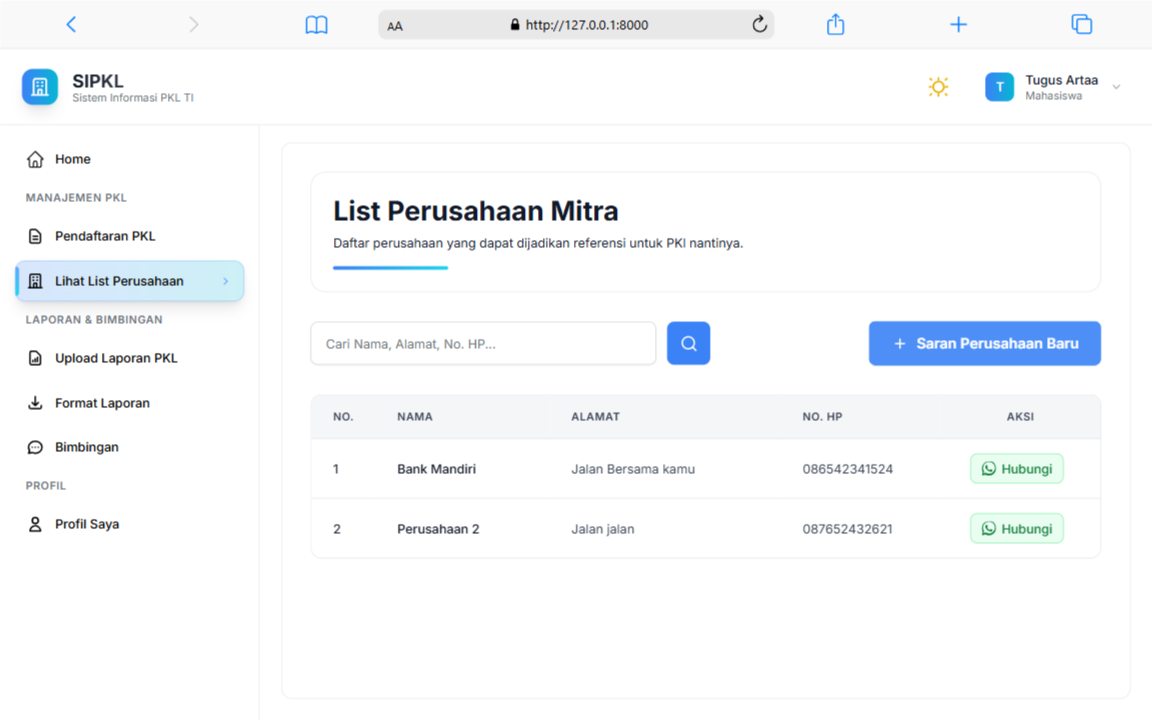 AA http://127.0.0.1:8000
SIPKL
Sistem Informasi PKL TI
T
Tugus Artaa
Mahasiswa
Home
MANAJEMEN PKL
Pendaftaran PKL
Lihat List Perusahaan
LAPORAN & BIMBINGAN
Upload Laporan PKL
Format Laporan
Bimbingan
PROFIL
Profil Saya
List Perusahaan Mitra
Daftar perusahaan yang dapat dijadikan referensi untuk PKl nantinya.
Cari Nama, Alamat, No. HP...
+ Saran Perusahaan Baru
NO. NAMA ALAMAT NO. HP AKSI
1 Bank Mandiri Jalan Bersama kamu 086542341524 Hubungi
2 Perusahaan 2 Jalan jalan 087652432621 Hubungi